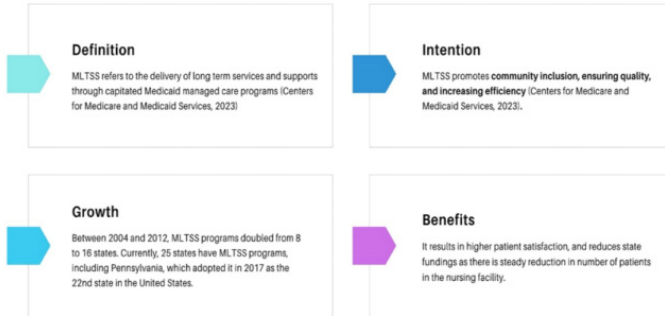 Definition
MLTSS refers to the delivery of long term services and supports
through capitated Medicaid managed care programs (Centers
for Medicare and Medicaid Services, 2023)
Intention
MLTSS promotes community inclusion, ensuring quality,
and increasing efficiency (Centers for Medicare and
Medicaid Services, 2023).
Growth
Between 2004 and 2012, MLTSS programs doubled from 8
to 16 states. Currently, 25 states have MLTSS programs,
including Pennsylvania, which adopted it in 2017 as the
22nd state in the United States.
Benefits
It results in higher patient satisfaction, and reduces state
fundings as there is steady reduction in number of patients
in the nursing facility.